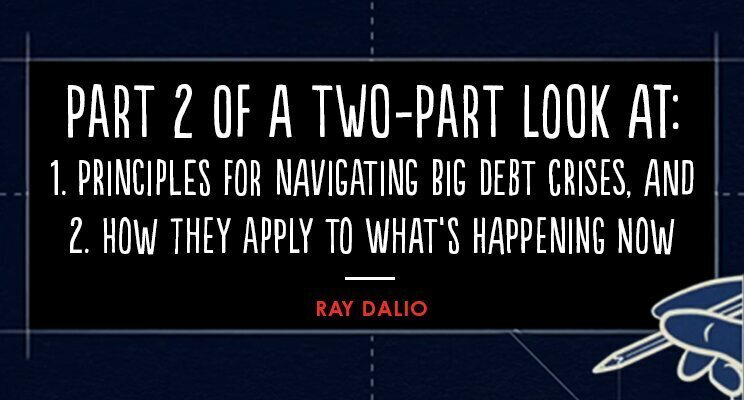 PART 2 OF A TWO-PART LOOK AT:
1. PRINCIPLES FOR NAVIGATING BIG DEBT CRISES, AND
2. HOW THEY APPLY TO WHAT'S HAPPENING NOW
RAY DALIO